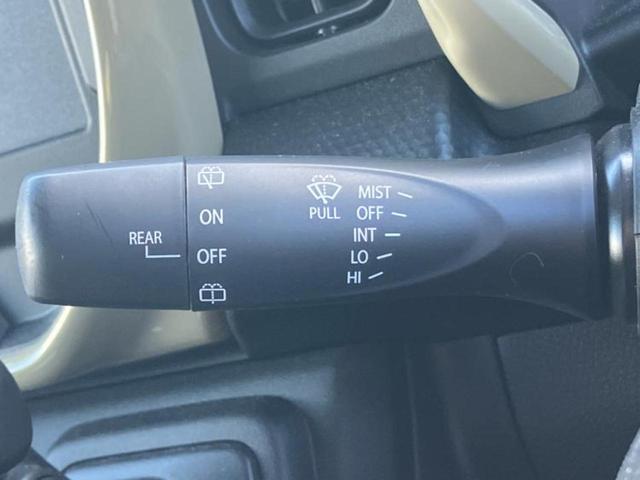 REAR
ON
OFF
PULL
MIST
OFF
INT
LO
HI